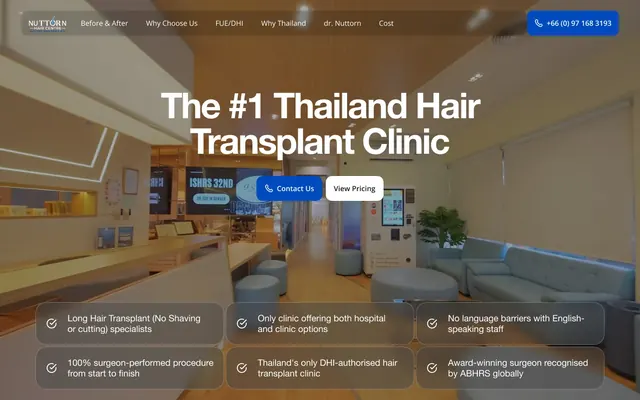 NUTTORN
HAIR CENTRE
Before & After
Why Choose Us
FUE/DHI
Why Thailand
dr. Nuttorn
Cost
+66 (0) 97 168 3193
The #1 Thailand Hair
Transplant Clinic
ISHRS 32ND
Contact Us
View Pricing
Long Hair Transplant (No Shaving
or cutting) specialists
Only clinic offering both hospital
and clinic options
No language barriers with English-
speaking staff
100% surgeon-performed procedure
from start to finish
Thailand's only DHI-authorised hair
transplant clinic
Award-winning surgeon recognised
by ABHRS globally